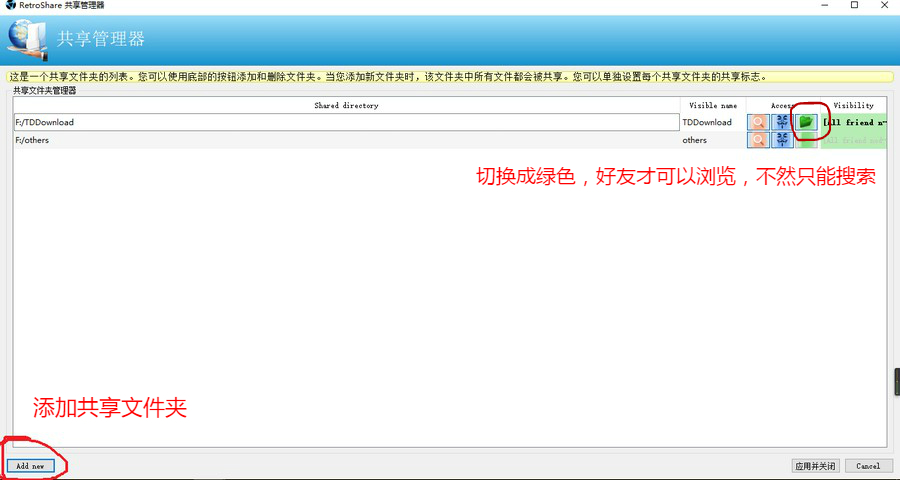 RetroShare 共享管理器
共享管理器
这是一个共享文件夹的列表。您可以使用底部的按钮添加和删除文件夹。当您添加新文件夹时，该文件夹中所有文件都会被共享。您可以单独设置每个共享文件夹的共享标志。
共享文件夹管理器
Shared directory Visible name Access Visibility
F:/TDDownload TDDownload [All friend n
F:/others others [All friend
切换成绿色，好友才可以浏览，不然只能搜索
添加共享文件夹
Add new 应用并关闭 Cancel